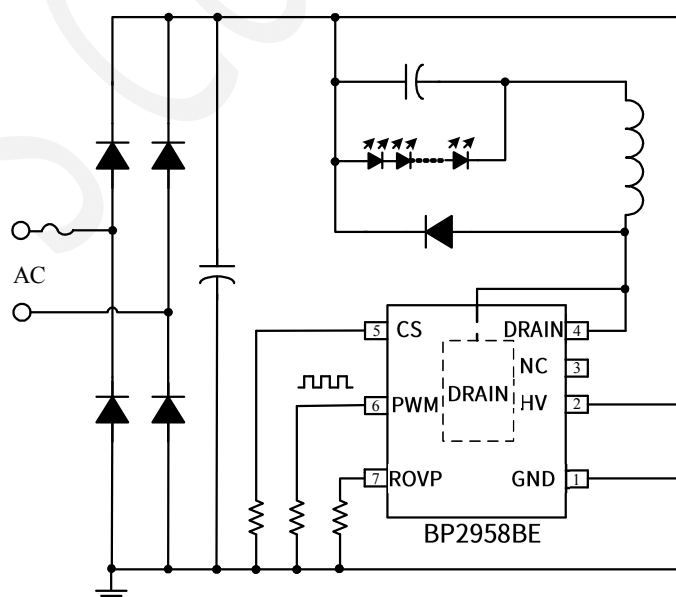 AC
5 CS
DRAIN 4
NC 3
6 PWM
DRAIN
HV 2
7 ROVP
GND 1
BP2958BE